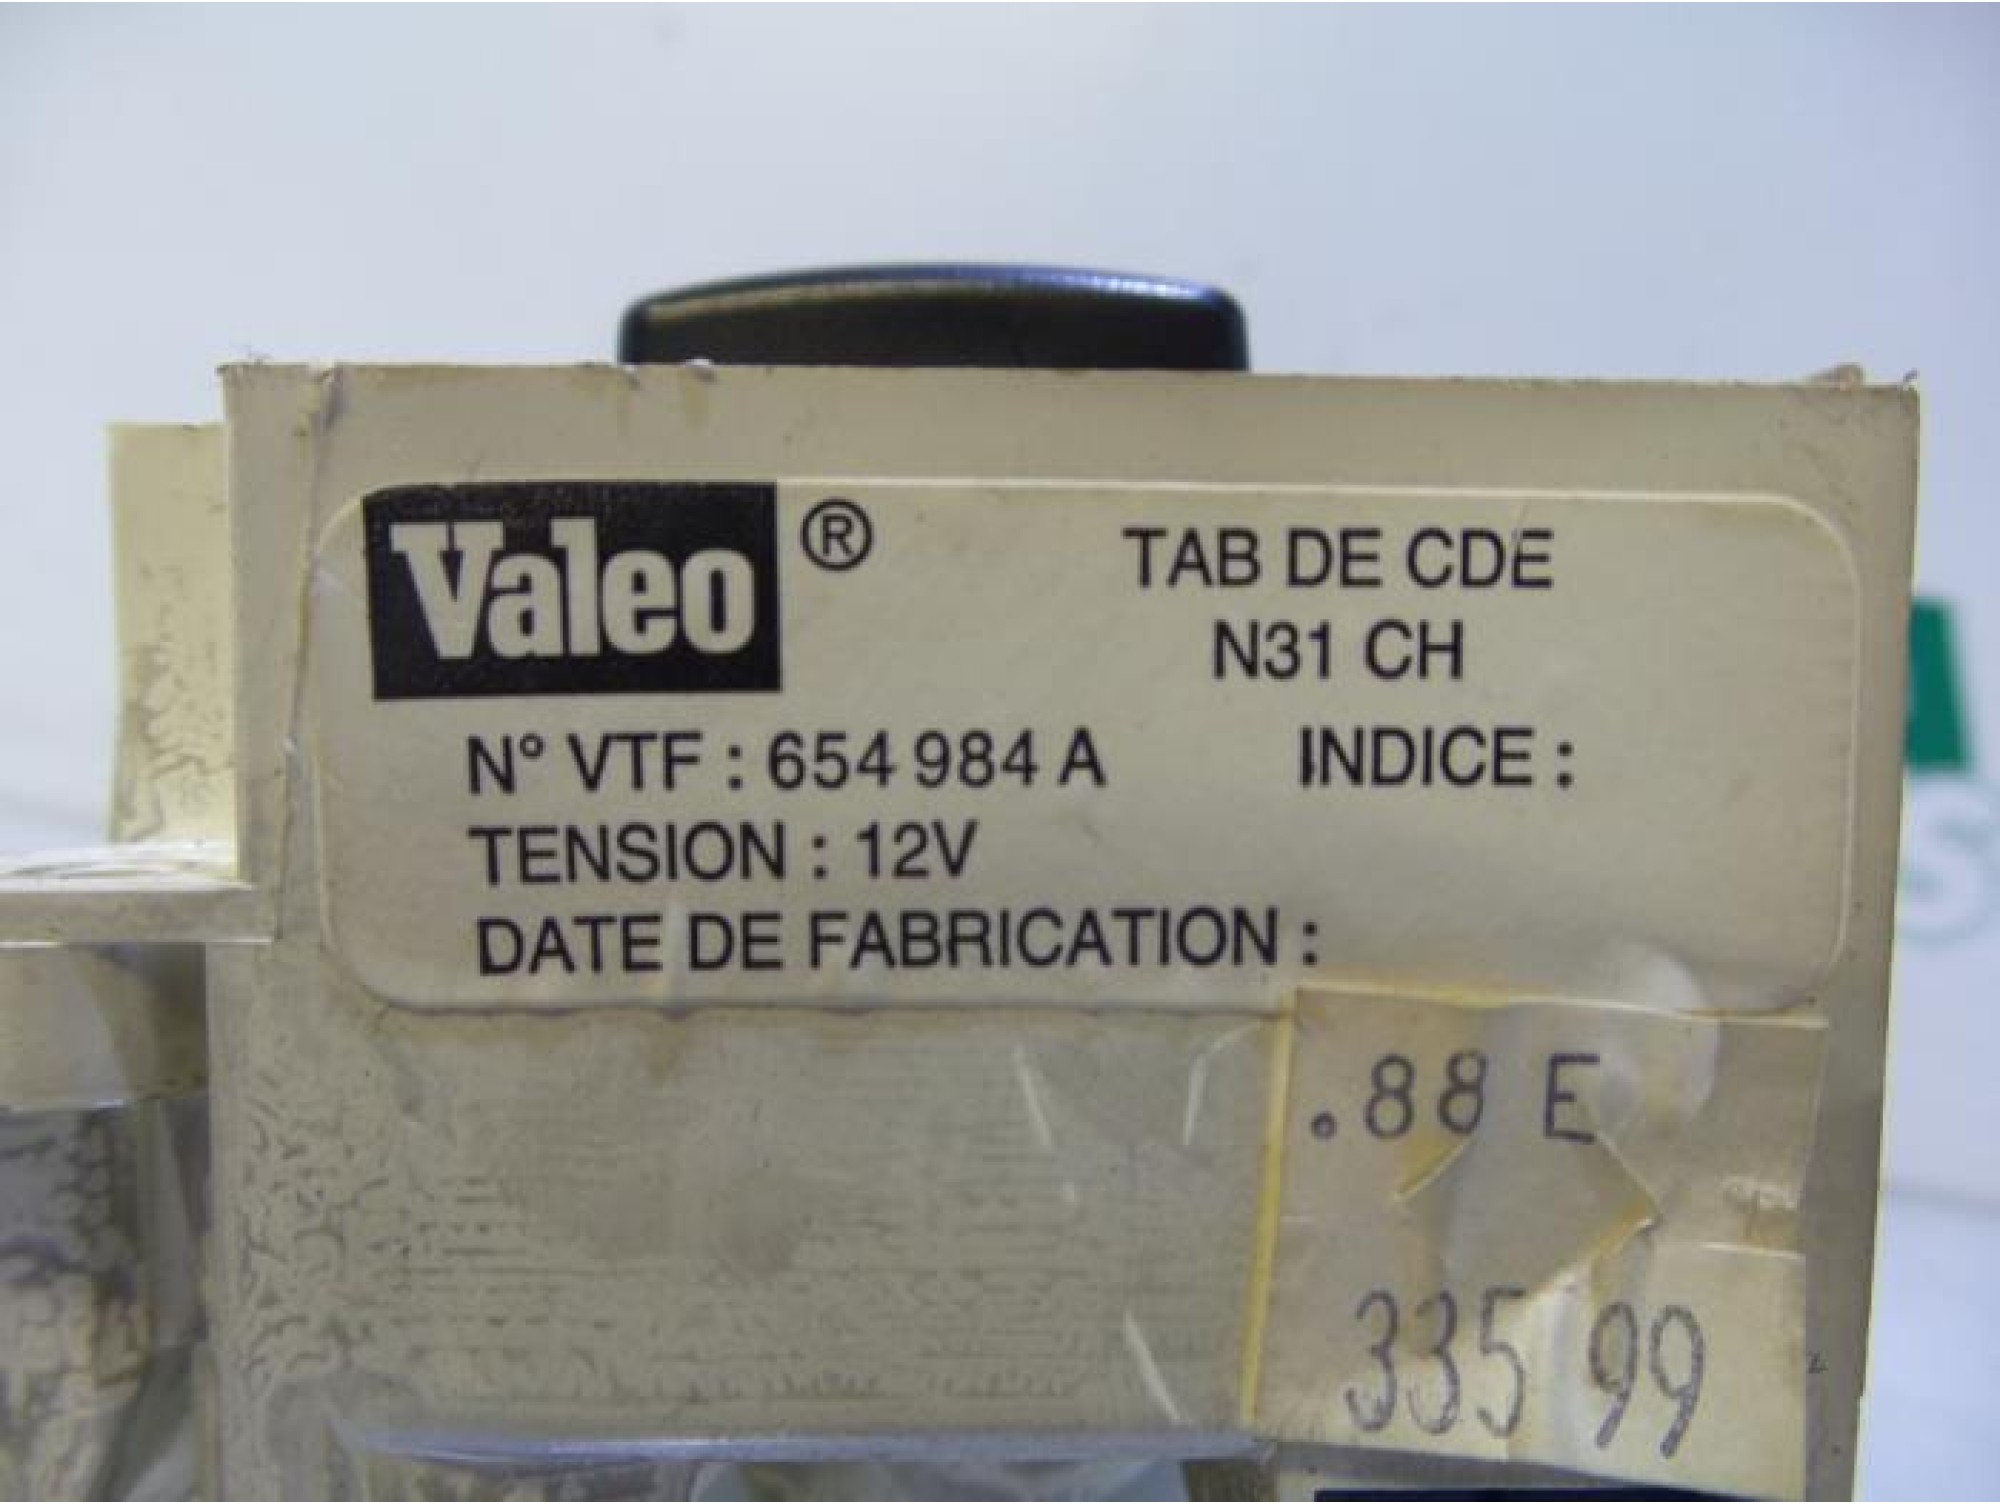 Valeo ® TAB DE CDE
N31 CH
N° VTF : 654 984 A INDICE :
TENSION : 12V
DATE DE FABRICATION :
.88 E
335 99